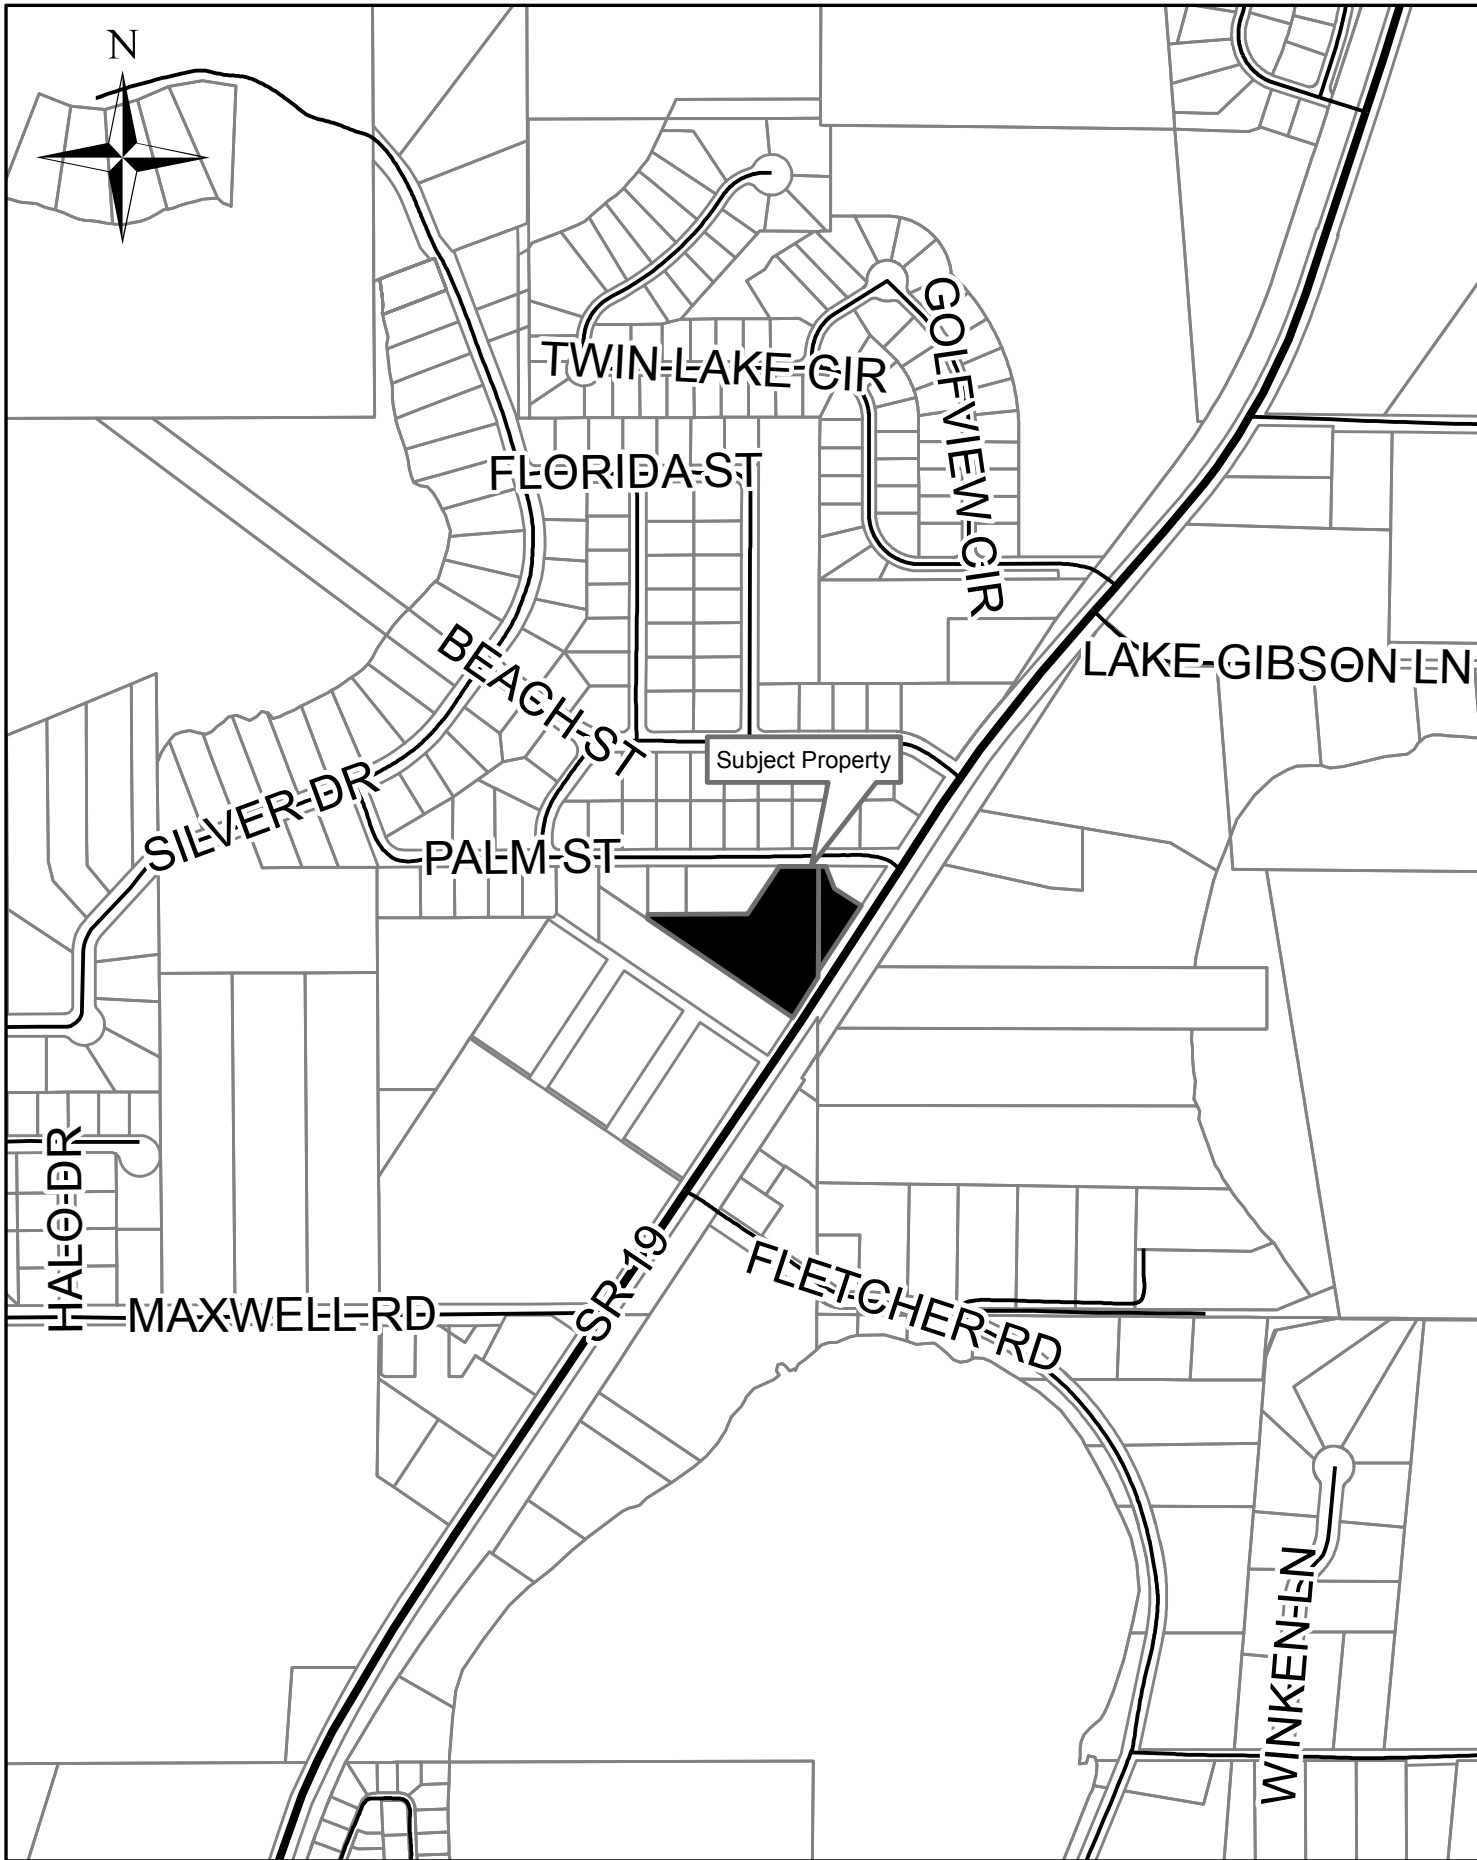 N
GOLFVIEW CIR
TWIN LAKE CIR
FLORIDA ST
BEACH ST
LAKE GIBSON LN
Subject Property
SILVER DR
PALM ST
HALO DR
SR 19
FLETCHER RD
MAXWELL RD
WINKEN LN